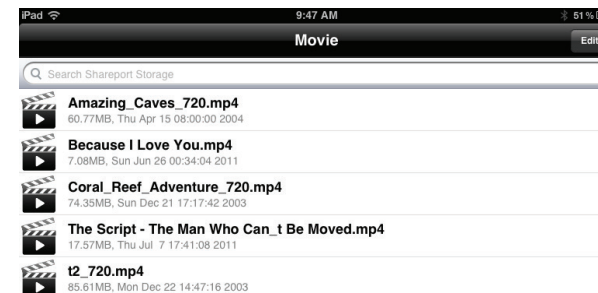 iPad 9:47 AM 51%
Movie Edit
Search Shareport Storage
Amazing_Caves_720.mp4
60.77MB, Thu Apr 15 08:00:00 2004
Because I Love You.mp4
7.08MB, Sun Jun 26 00:34:04 2011
Coral_Reef_Adventure_720.mp4
74.35MB, Sun Dec 21 17:17:42 2003
The Script - The Man Who Can_t Be Moved.mp4
17.57MB, Thu Jul  7 17:41:08 2011
t2_720.mp4
85.61MB, Mon Dec 22 14:47:16 2003